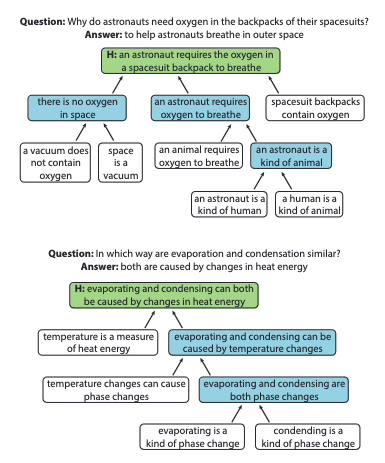 Question: Why do astronauts need oxygen in the backpacks of their spacesuits?
Answer: to help astronauts breathe in outer space
H: an astronaut requires the oxygen in
a spacesuit backpack to breathe
there is no oxygen
in space
an astronaut requires
oxygen to breathe
spacesuit backpacks
contain oxygen
a vacuum does
not contain
oxygen
space
is a
vacuum
an animal requires
oxygen to breathe
an astronaut is a
kind of animal
an astronaut is a
kind of human
a human is a
kind of animal
Question: In which way are evaporation and condensation similar?
Answer: both are caused by changes in heat energy
H: evaporating and condensing can both
be caused by changes in heat energy
temperature is a measure
of heat energy
evaporating and condensing can be
caused by temperature changes
temperature changes can cause
phase changes
evaporating and condensing are
both phase changes
evaporating is a
kind of phase change
condending is a
kind of phase change